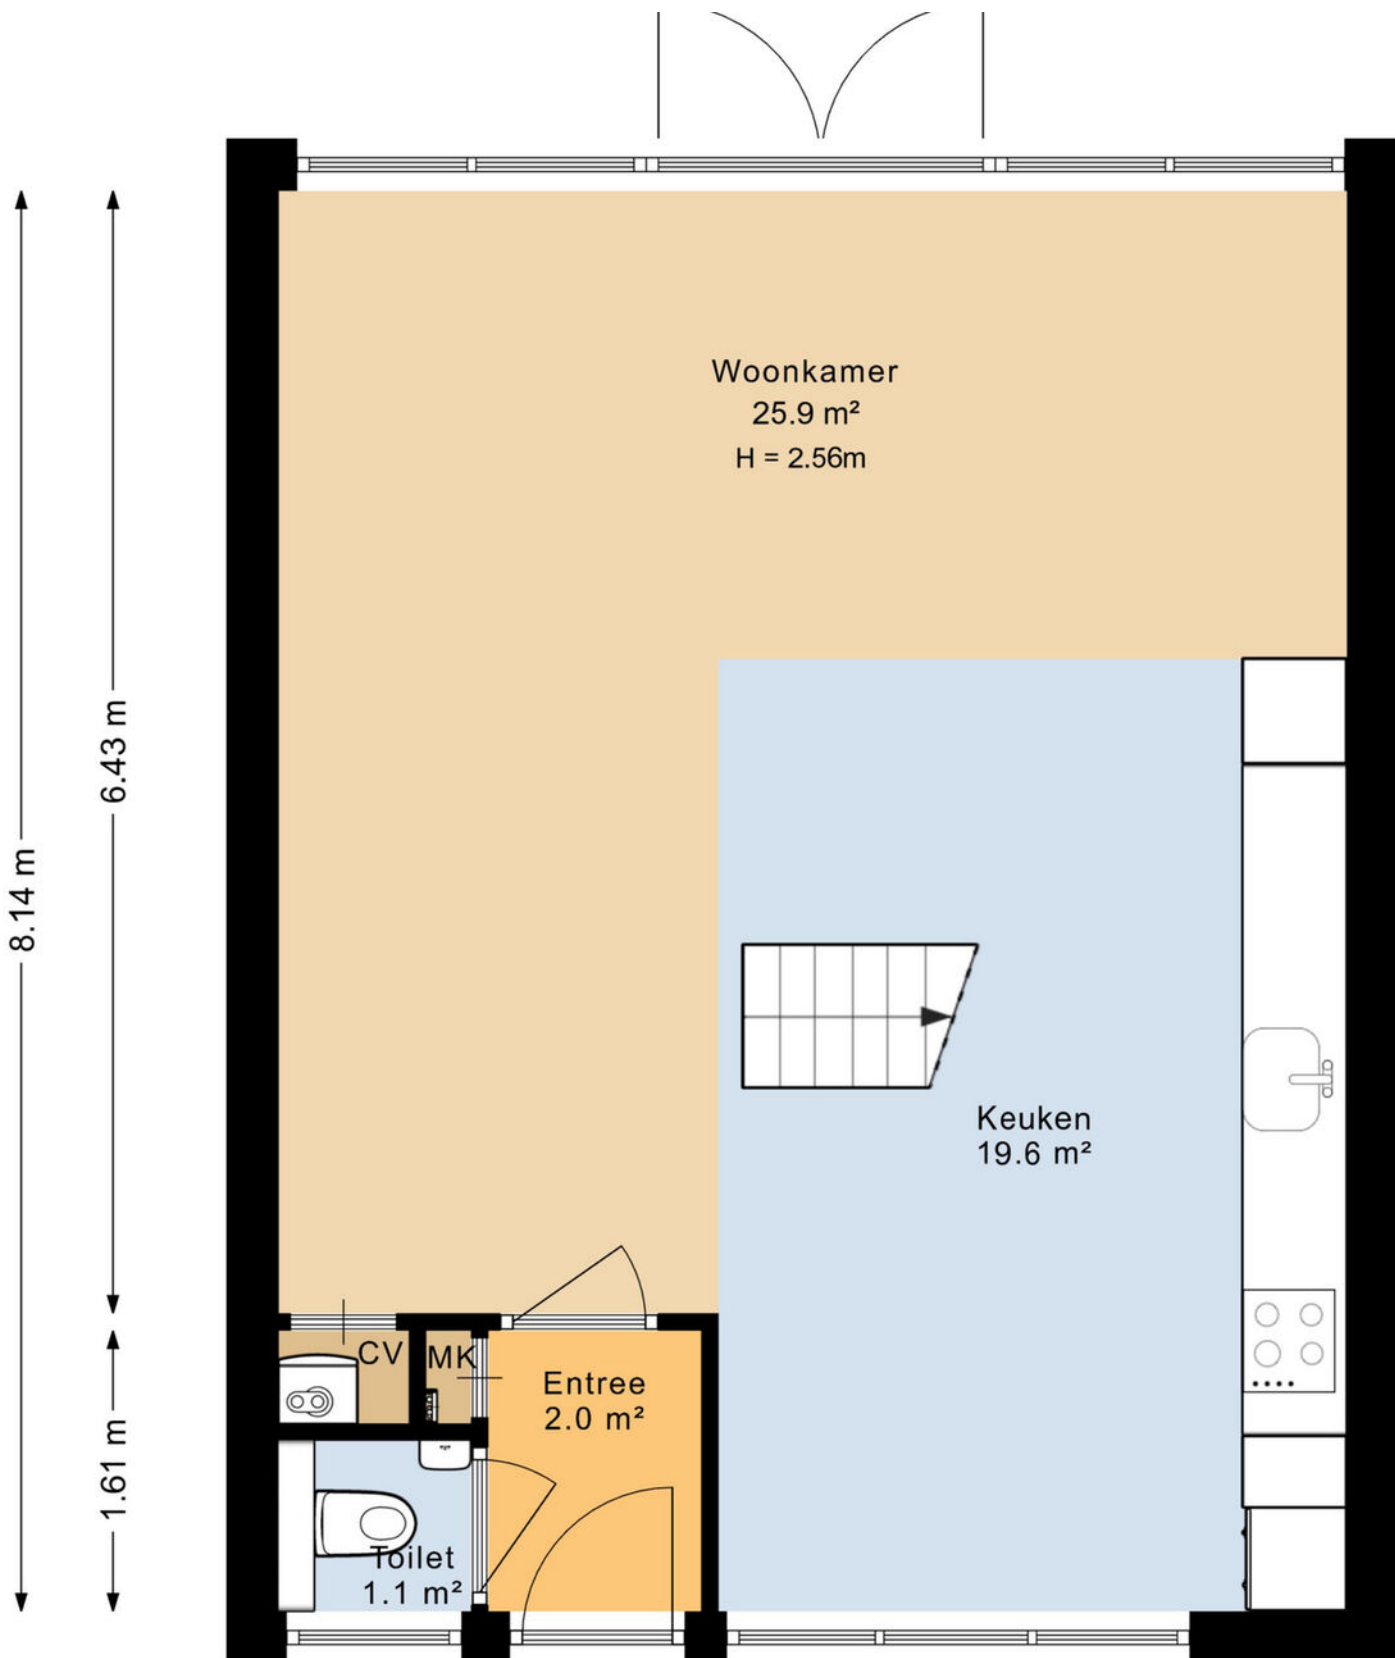 Woonkamer
25.9 m²
H = 2.56m
6.43 m
8.14 m
Keuken
19.6 m²
CV
MK
Entree
2.0 m²
1.61 m
Toilet
1.1 m²